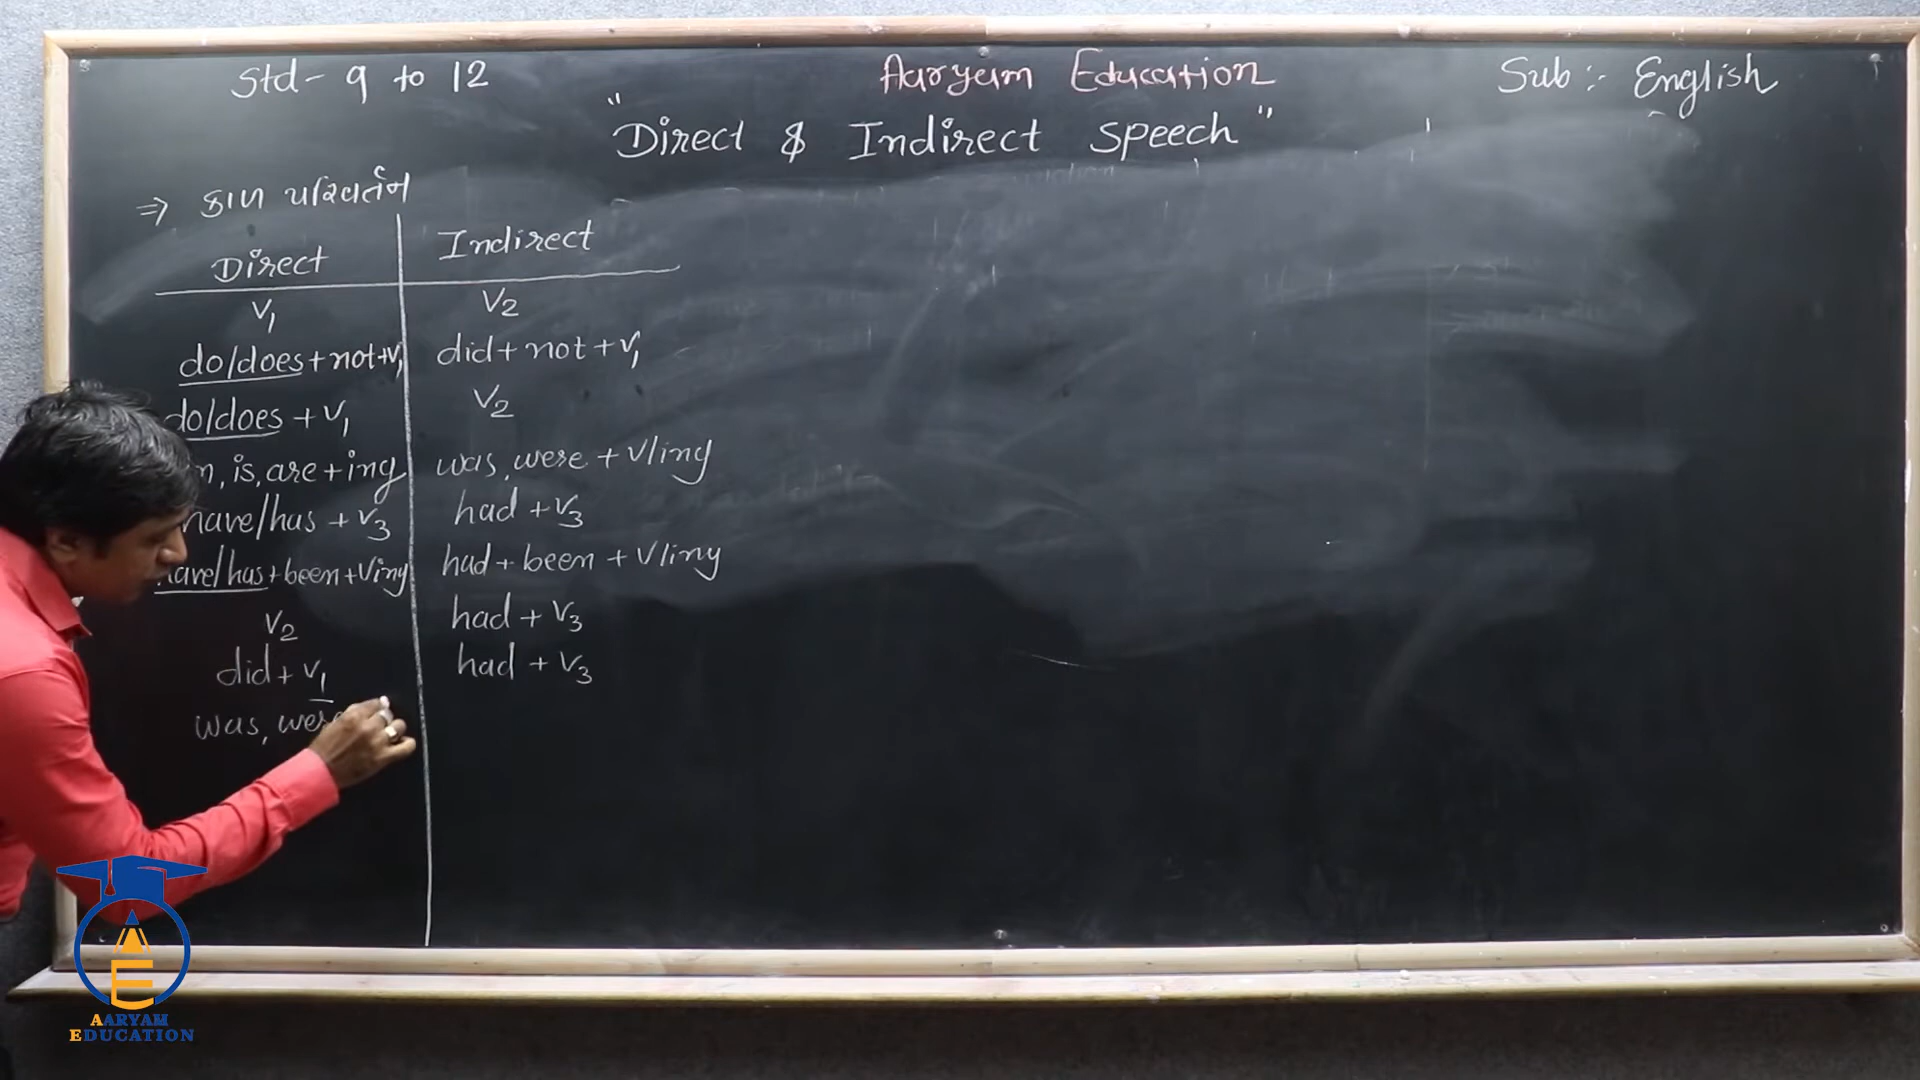 Std- 9 to 12 Aaryam Education Sub :- English
"Direct & Indirect Speech"
⇒ કાળ પરિવર્તન
Direct Indirect
V1 V2
do/does+not+V1 did+not+V1
do/does + V1 V2
is, are +ing was, were + V/ing
have/has + V3 had + V3
have/has+been+Ving had+been + V/ing
V2 had + V3
did+ V1 had + V3
was, were
AARYAM
EDUCATION